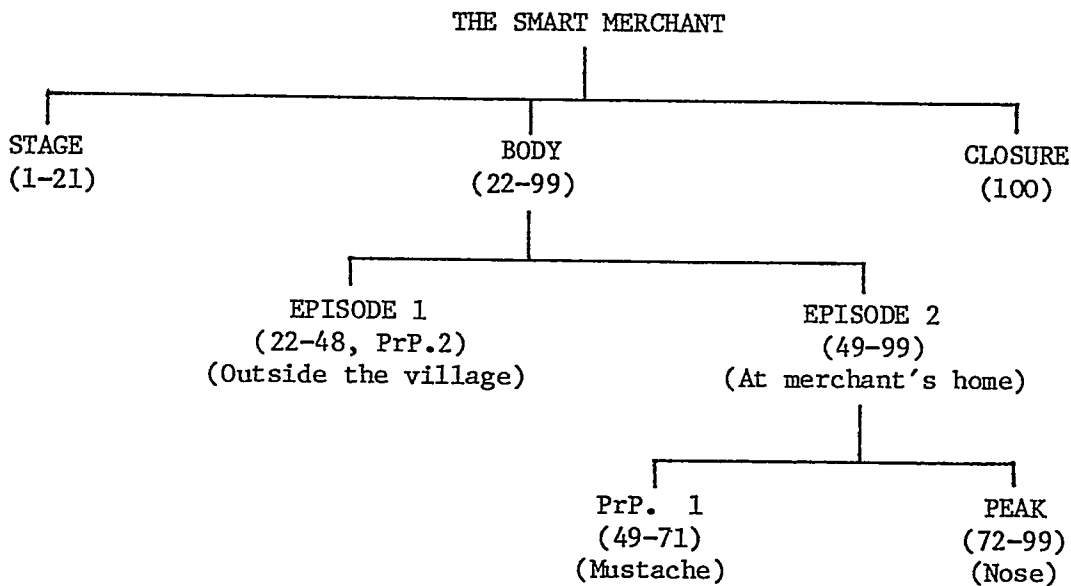 THE SMART MERCHANT
STAGE
(1-21)
BODY
(22-99)
CLOSURE
(100)
EPISODE 1
(22-48, PrP.2)
(Outside the village)
EPISODE 2
(49-99)
(At merchant's home)
PrP. 1
(49-71)
(Mustache)
PEAK
(72-99)
(Nose)